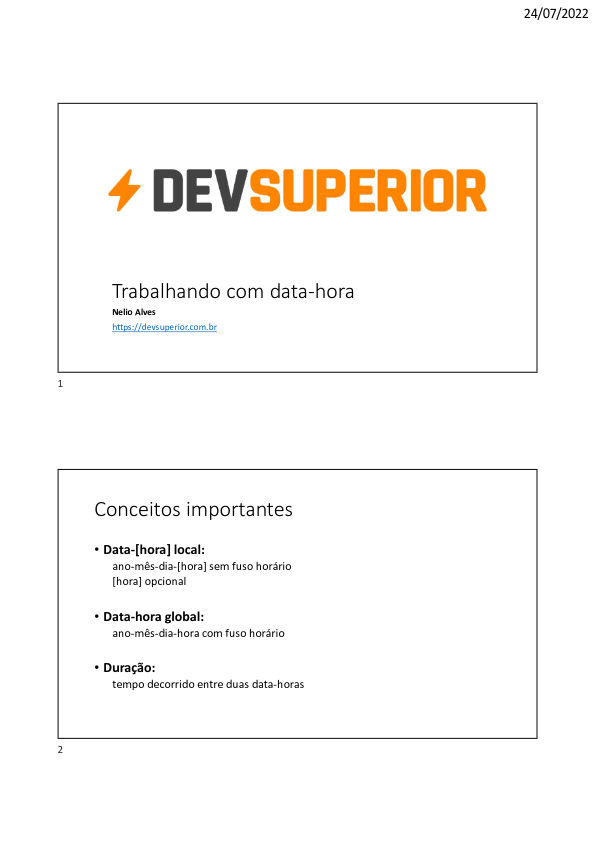 24/07/2022
DEVSUPERIOR
Trabalhando com data-hora
Nelio Alves
https://devsuperior.com.br
1
Conceitos importantes
• Data-[hora] local:
ano-mês-dia-[hora] sem fuso horário
[hora] opcional
• Data-hora global:
ano-mês-dia-hora com fuso horário
• Duração:
tempo decorrido entre duas data-horas
2